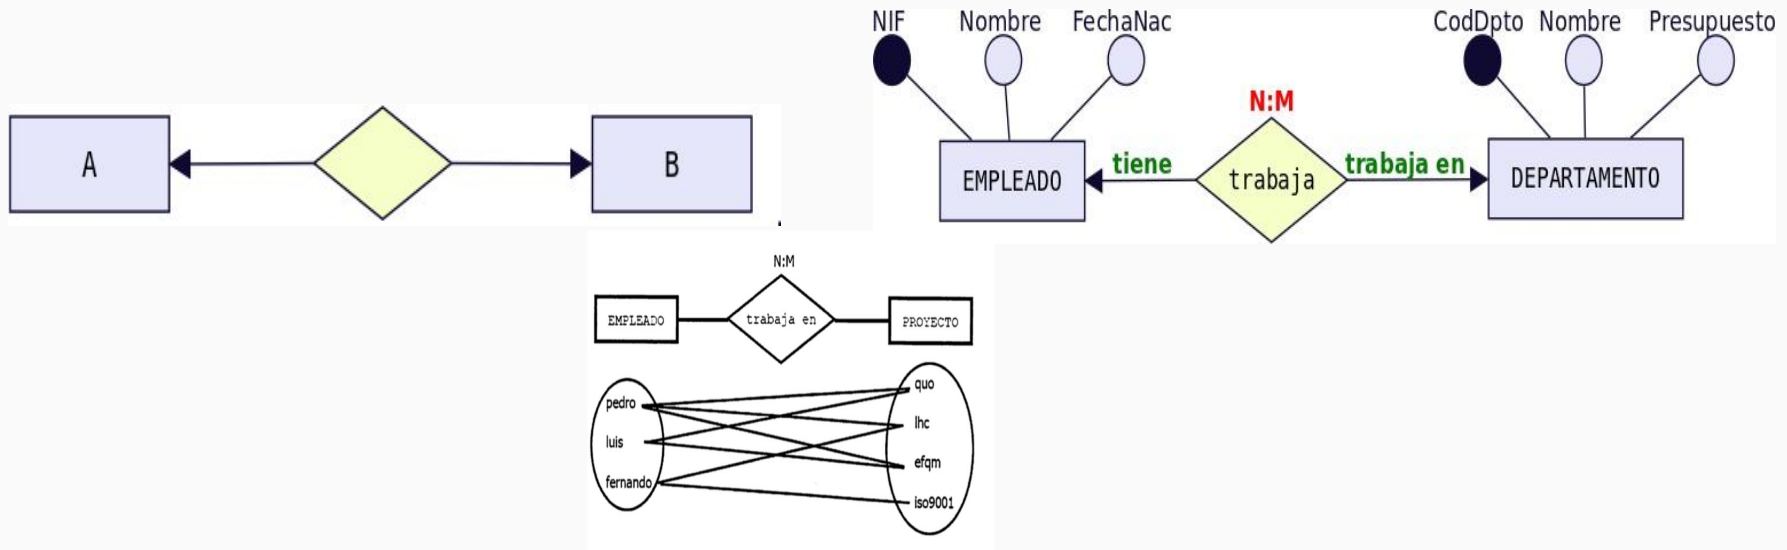 A
B
NIF Nombre FechaNac
CodDpto Nombre Presupuesto
N:M
tiene
trabaja en
EMPLEADO
trabaja
DEPARTAMENTO
N:M
EMPLEADO
trabaja en
PROYECTO
pedro
luis
fernando
quo
lhc
efqm
iso9001